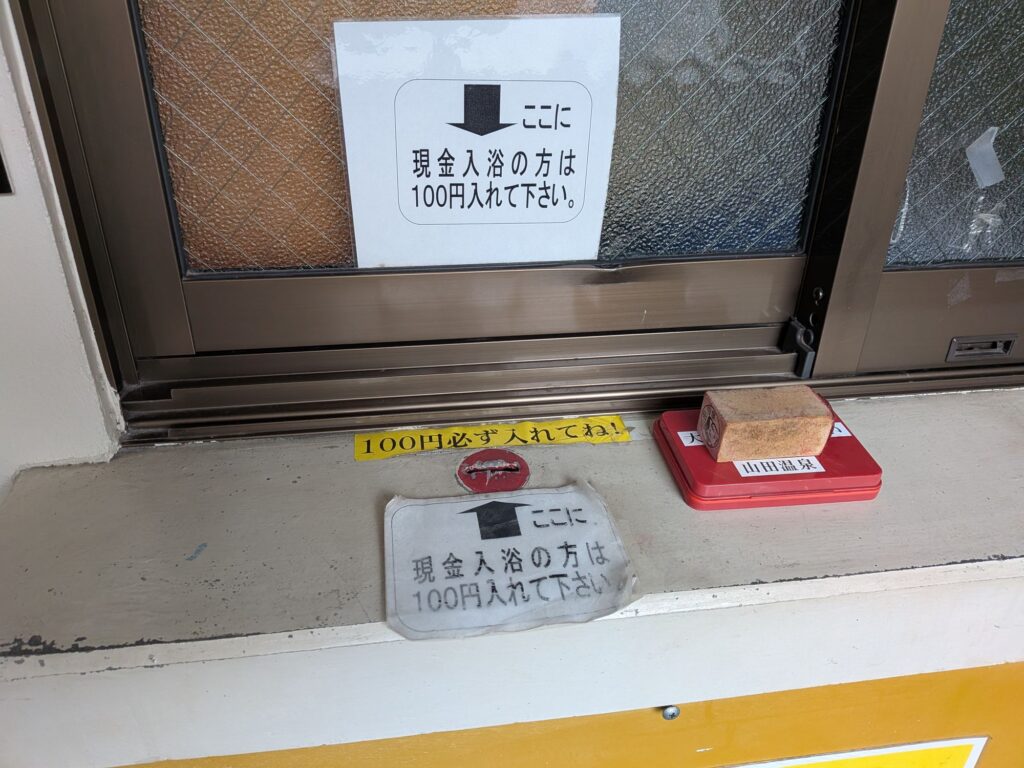 ここに
現金入浴の方は
100円入れて下さい。
100円必ず入れてね!
山田温泉
ここに
現金入浴の方は
100円入れて下さい